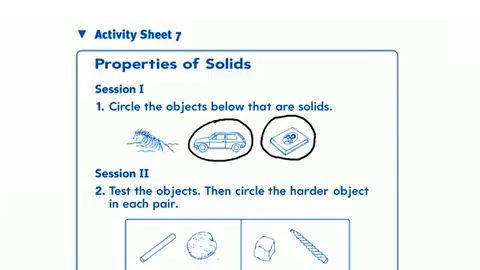 ▼ Activity Sheet 7
Properties of Solids
Session I
1. Circle the objects below that are solids.
Session II
2. Test the objects. Then circle the harder object
in each pair.